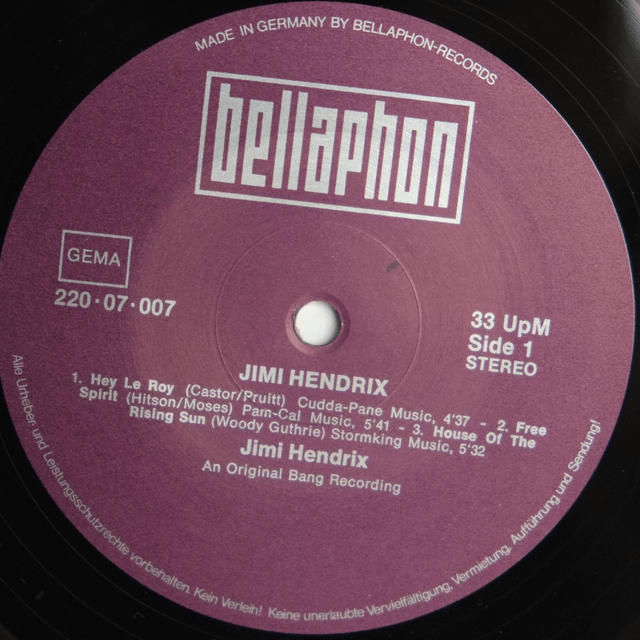 MADE IN GERMANY BY BELLAPHON-RECORDS
bellaphon
GEMA
220·07·007
33 UpM
Side 1
STEREO
JIMI HENDRIX
1. Hey Le Roy (Castor/Pruitt) Cudda-Pane Music, 4'37 - 2. Free
Spirit (Hitson/Moses) Pam-Cal Music, 5'41 - 3. House Of The
Rising Sun (Woody Guthrie) Stormking Music, 5'32
Jimi Hendrix
An Original Bang Recording
Alle Urheber und Leistungsschutzrechte vorbehalten. Kein Verleih! Keine unerlaubte Vervielfältigung, Vermietung, Aufführung und Sendung!